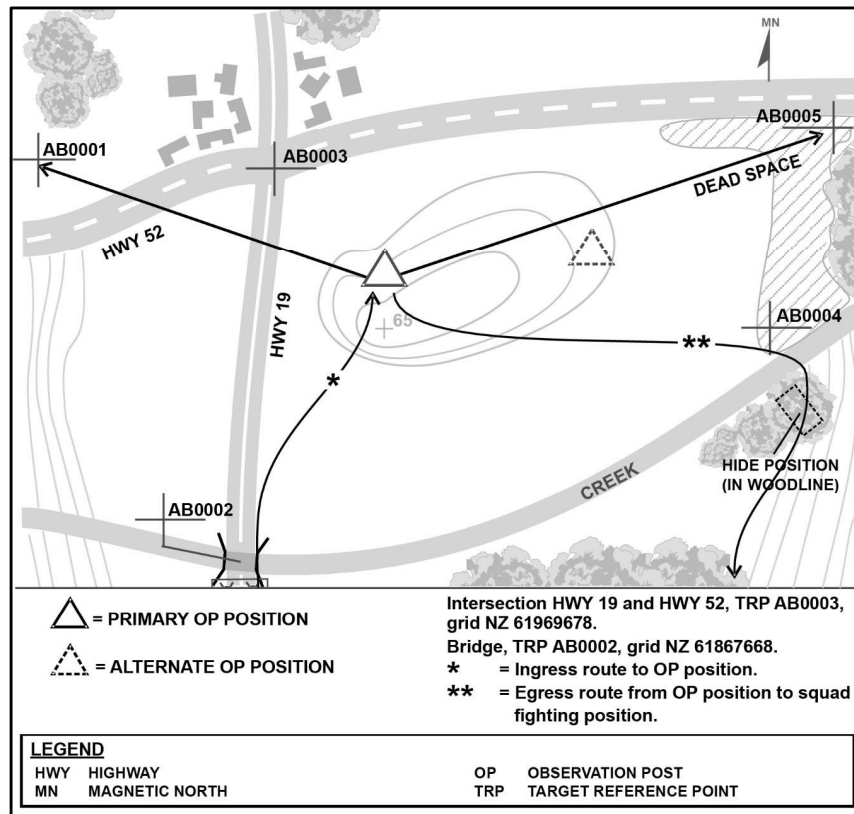 MN
AB0005
AB0001
AB0003
DEAD SPACE
HWY 52
HWY 19
65
AB0004
**
*
HIDE POSITION
(IN WOODLINE)
CREEK
AB0002
= PRIMARY OP POSITION
= ALTERNATE OP POSITION
Intersection HWY 19 and HWY 52, TRP AB0003,
grid NZ 61969678.
Bridge, TRP AB0002, grid NZ 61867668.
* = Ingress route to OP position.
** = Egress route from OP position to squad
fighting position.
LEGEND
HWY HIGHWAY
MN MAGNETIC NORTH
OP OBSERVATION POST
TRP TARGET REFERENCE POINT